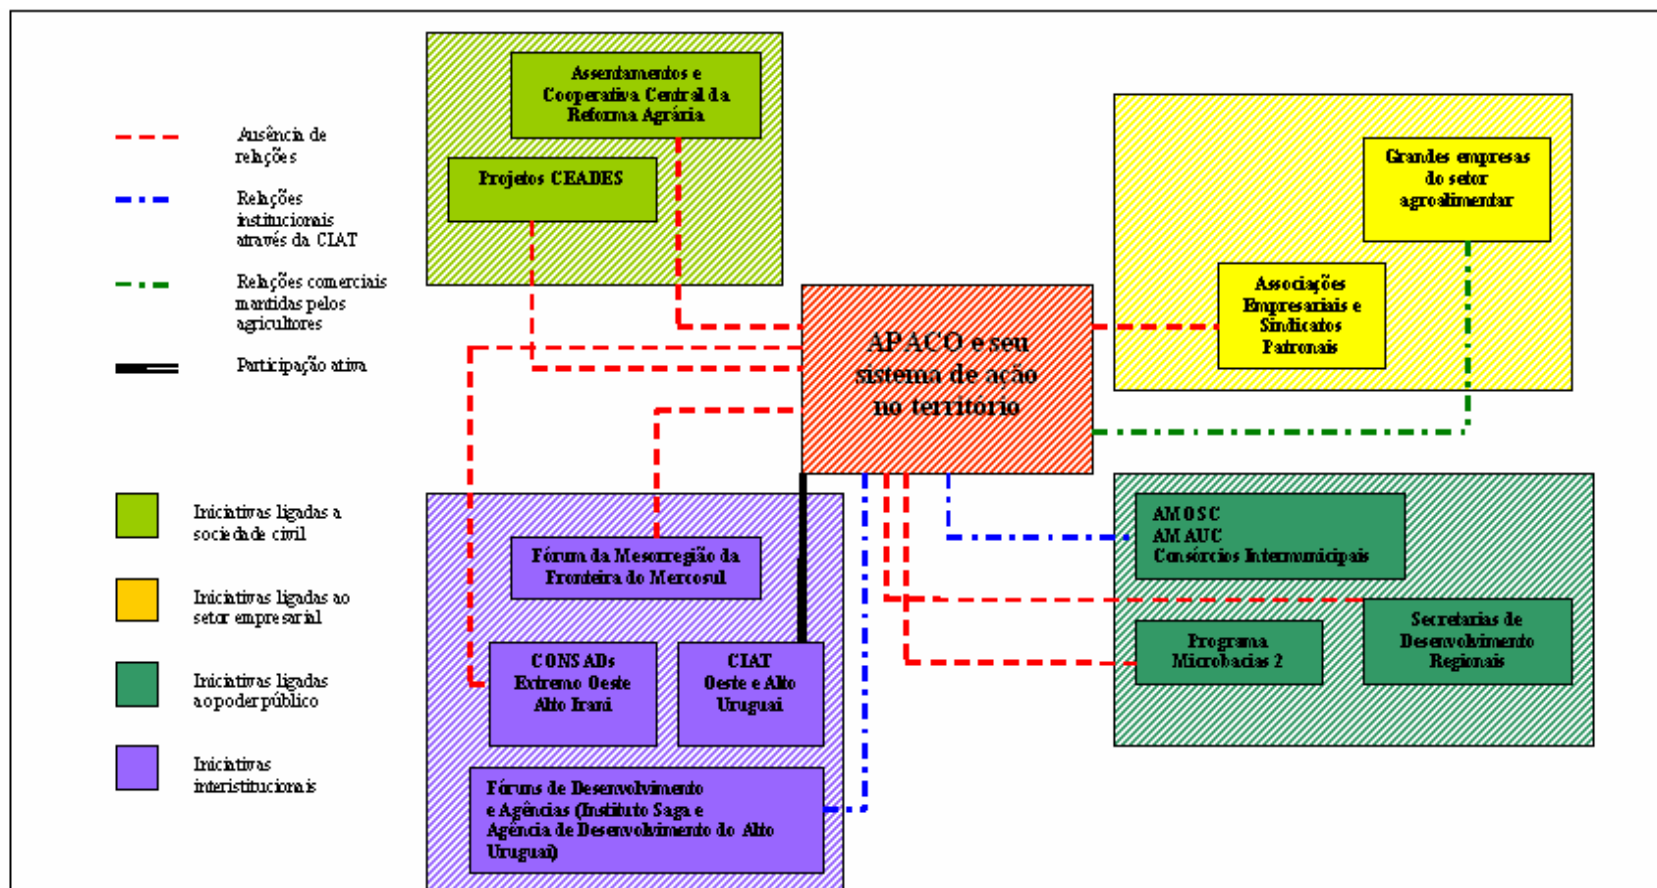 Ausência de
relações
Relações
institucionais
através da CIAT
Relações comerciais
mantidas pelos
agricultores
Participação ativa
Iniciativas ligadas a
sociedade civil
Iniciativas ligadas ao
setor empresarial
Iniciativas ligadas
ao poder público
Iniciativas
interistitucionais
Assentamentos e
Cooperativa Central da
Reforma Agrária
Projetos CEADES
Grandes empresas
do setor
agroalimentar
Associações
Empresariais e
Sindicatos
Patronais
APACO e seu
sistema de ação
no territorio
Fórum da Mesorregião da
Fronteira do Mercosul
CONSADs
Extremo Oeste
Alto Irani
CIAT
Oeste e Alto
Uruguai
Fóruns de Desenvolvimento
e Agências (Instituto Saga e
Agência de Desenvolvimento do Alto
Uruguai)
AMOSC
AMAUC
Consórcios Intermunicipais
Secretarias de
Desenvolvimento
Regionais
Programa
Microbacias 2